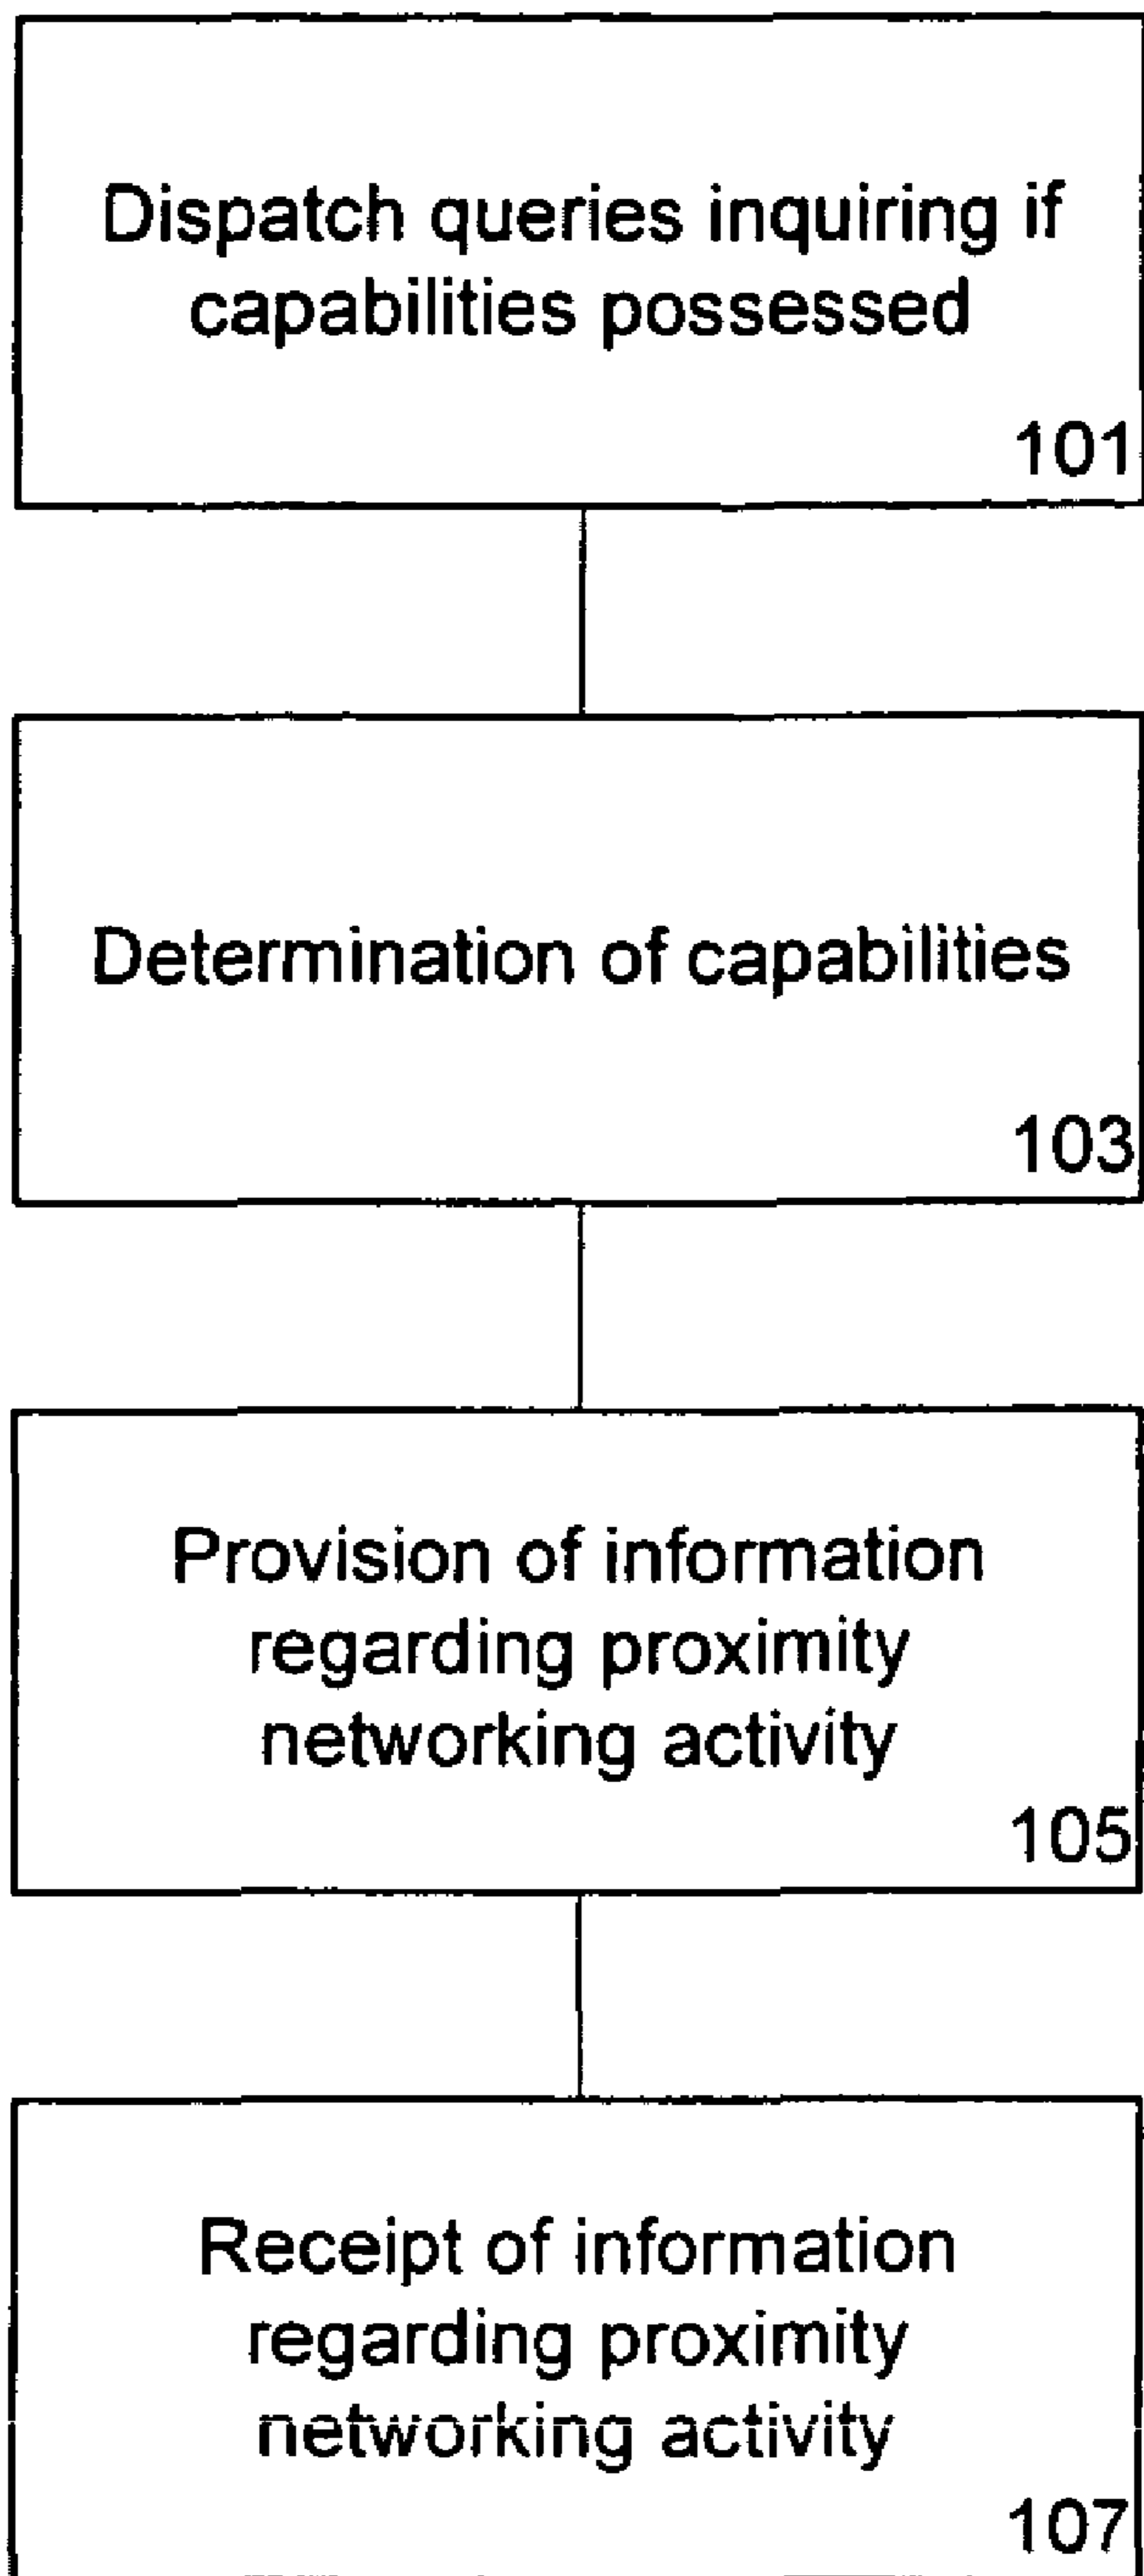 Dispatch queries inquiring if
capabilities possessed
101
Determination of capabilities
103
Provision of information
regarding proximity
networking activity
105
Receipt of information
regarding proximity
networking activity
107